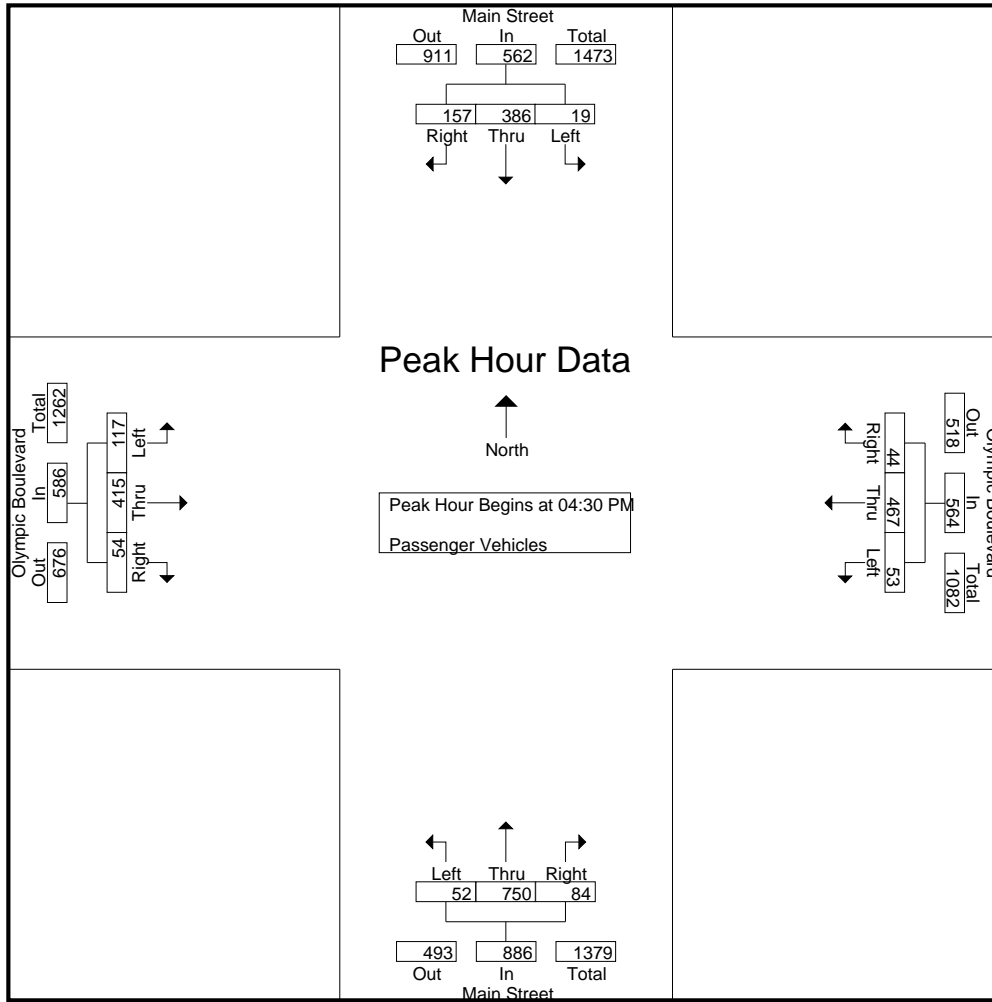 Main Street
Out In Total
911 562 1473
157 386 19
Right Thru Left
Peak Hour Data
North
Peak Hour Begins at 04:30 PM
Passenger Vehicles
Olympic Boulevard
Out In Total
676 586 1262
54 415 117
Right Thru Left
Olympic Boulevard
Out In Total
518 564 1082
44 467 53
Right Thru Left
Left Thru Right
52 750 84
493 886 1379
Out In Total
Main Street